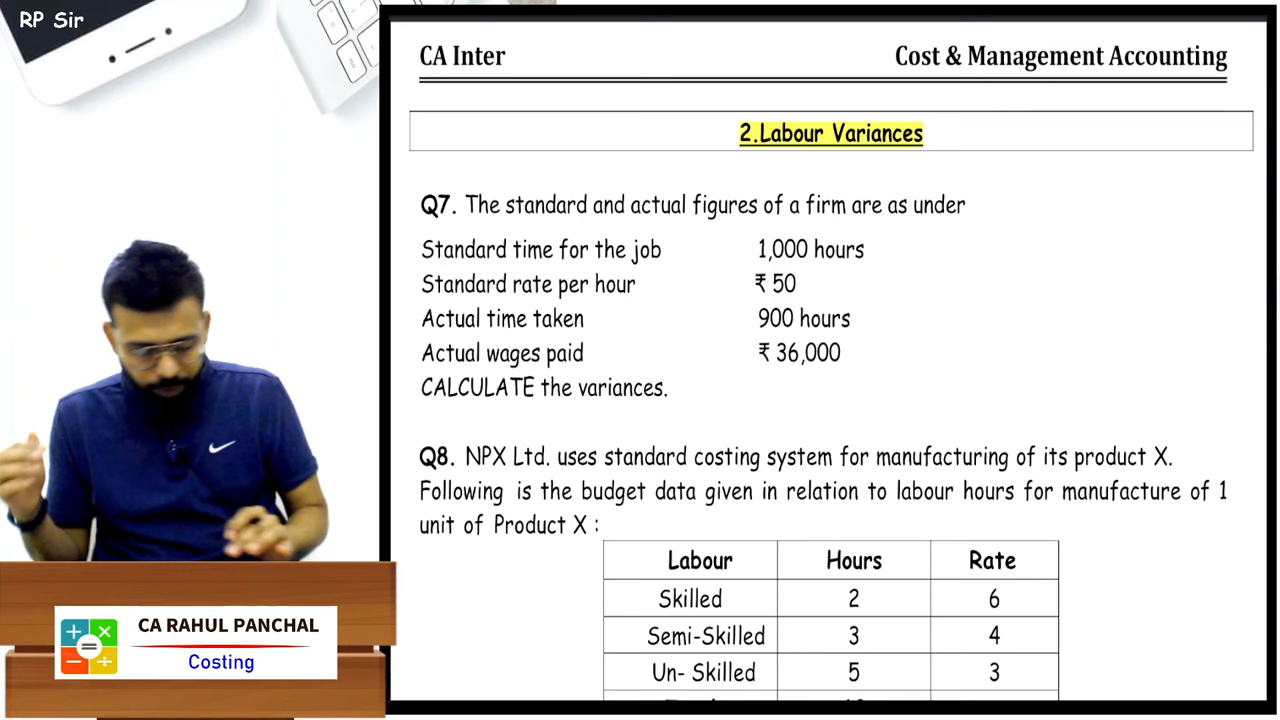 RP Sir
CA Inter
Cost & Management Accounting
2.Labour Variances
Q7. The standard and actual figures of a firm are as under
Standard time for the job 1,000 hours
Standard rate per hour ₹ 50
Actual time taken 900 hours
Actual wages paid ₹ 36,000
CALCULATE the variances.
Q8. NPX Ltd. uses standard costing system for manufacturing of its product X.
Following is the budget data given in relation to labour hours for manufacture of 1
unit of Product X :
Labour Hours Rate
Skilled 2 6
Semi-Skilled 3 4
Un- Skilled 5 3
CA RAHUL PANCHAL
Costing